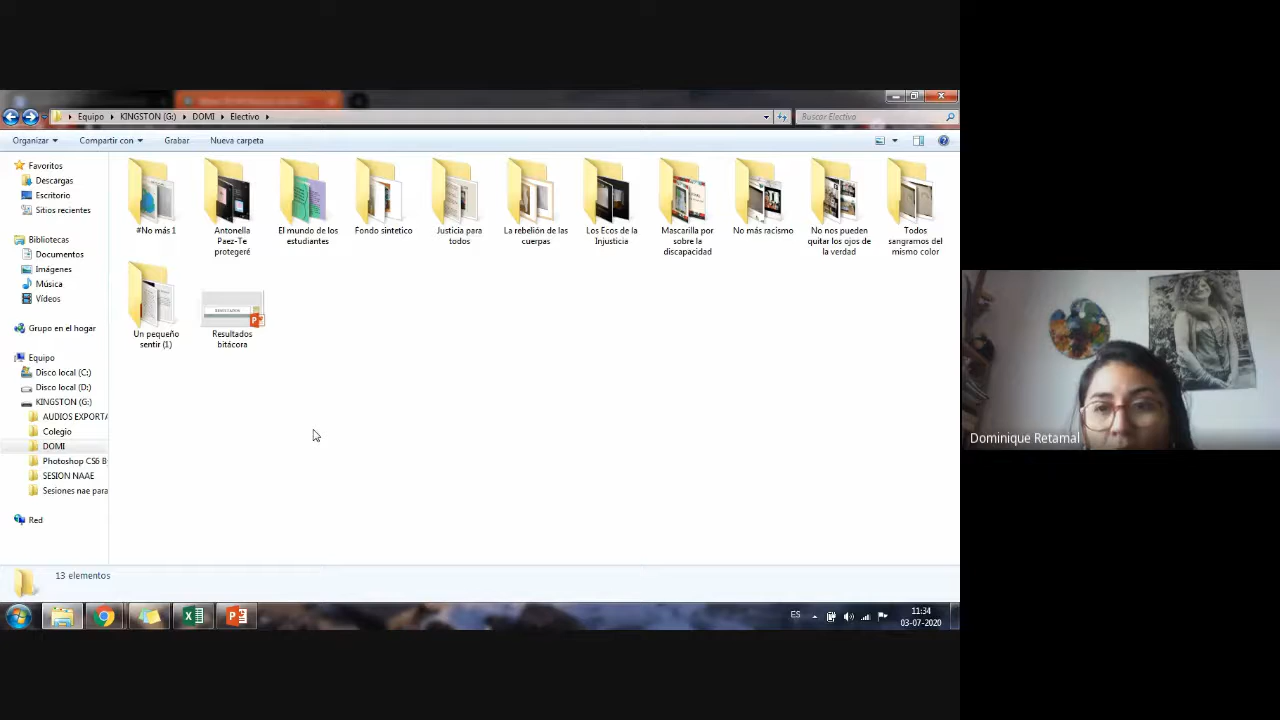 Equipo KINGSTON (G:) DOMI Electivo
Buscar Electivo
Organizar Compartir con Grabar Nueva carpeta
Favoritos
Descargas
Escritorio
Sitios recientes
Bibliotecas
Documentos
Imágenes
Música
Vídeos
Grupo en el hogar
Equipo
Disco local (C:)
Disco local (D:)
KINGSTON (G:)
AUDIOS EXPORTA
Colegio
DOMI
Photoshop CS6 B
SESION NAAE
Sesiones nae para
Red
#No más 1
Antonella
Paez-Te
protegeré
El mundo de los
estudiantes
Fondo sintetico
Justicia para
todos
La rebelión de las
cuerpas
Los Ecos de la
Injusticia
Mascarilla por
sobre la
discapacidad
No más racismo
No nos pueden
quitar los ojos de
la verdad
Todos
sangramos del
mismo color
Un pequeño
sentir (1)
Resultados
bitácora
13 elementos
ES
11:34
03-07-2020
Dominique Retamal